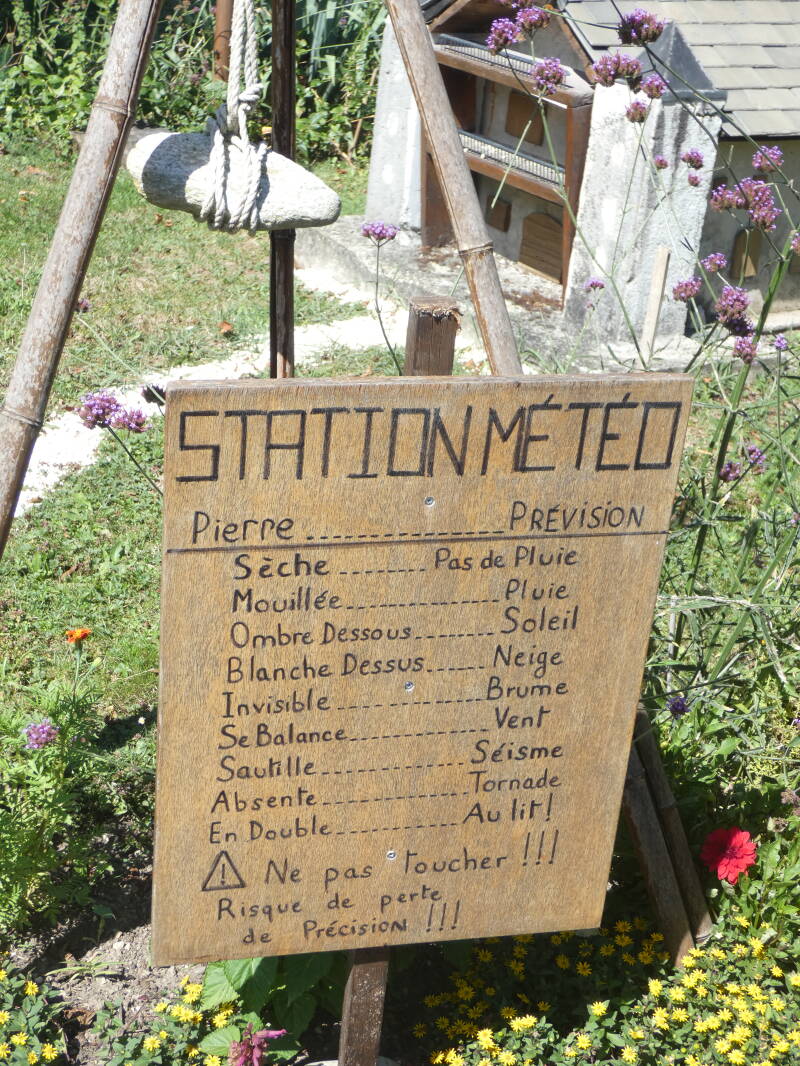 STATION MÉTÉO
Pierre .................... PRÉVISION
Sèche ........ Pas de Pluie
Mouillée ................ Pluie
Ombre Dessous ........ Soleil
Blanche Dessus ...... Neige
Invisible ............... Brume
Se Balance .............. Vent
Sautille ............... Séisme
Absente ............... Tornade
En Double ............. Au lit !
⚠ Ne pas toucher !!!
Risque de perte
de Précision !!!